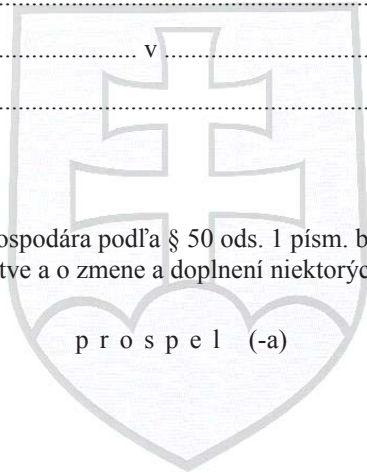 ................................................................
.......................... v ..............................
................................................................
ospodára podľa § 50 ods. 1 písm. b
tve a o zmene a doplnení niektorýc
p r o s p e l (-a)